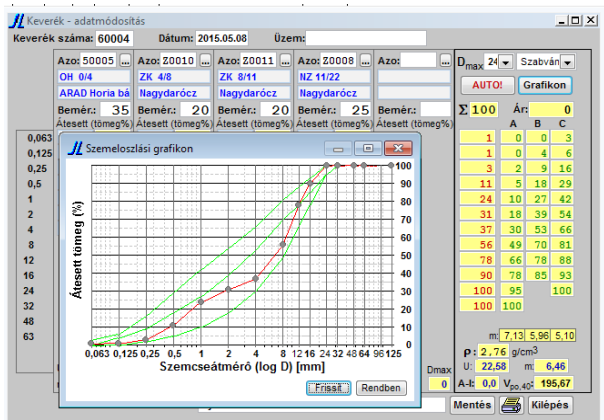 Keverék - adatmódosítás
Keverék száma: 60004 Dátum: 2015.05.08 Üzem:
Azo: 50005 ... Azo: Z0010 ... Azo: Z0011 ... Azo: Z0008 ... Azo: ...
OH 0/4 ZK 4/8 ZK 8/11 NZ 11/22
ARAD Horia bá Nagydarócz Nagydarócz Nagydarócz
Bemér.: 35 Bemér.: 20 Bemér.: 20 Bemér.: 25 Bemér.:
Átesett (tömeg%) Átesett (tömeg%) Átesett (tömeg%) Átesett (tömeg%) Átesett (tömeg%)
0,063
0,125
0,25
0,5
1
2
4
8
12
16
24
32
48
63
Szemeloszlási grafikon
Átesett tömeg (%)
100
90
80
70
60
50
40
30
20
10
0
0,063 0,125 0,25 0,5 1 2 4 8 12 16 24 32 48 64 96 125
Szemcseátmérő (log D) [mm]
Frissít Rendben
Dmax
0
Dmax 24 Szabván
AUTO! Grafikon
Σ 100 Ár: 0
A B C
1 0 0 3
1 0 4 6
3 2 9 16
11 5 18 29
24 10 27 42
31 18 39 54
37 30 53 66
56 49 70 81
78 66 78 88
90 78 85 93
100 95 100
100 100
m: 7,13 5,96 5,10
ρ: 2,76 g/cm3
U: 22,58 m: 6,46
A-I: 0,0 Vpo,40: 195,67
Mentés Kilépés